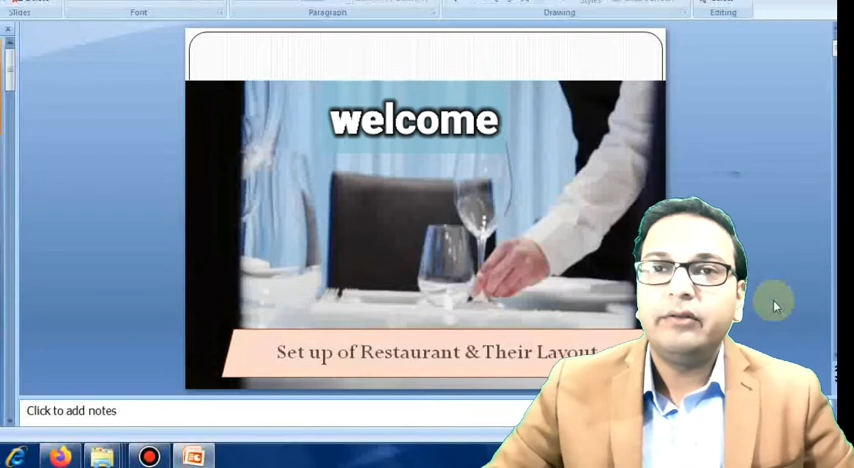 Slides
Font
Paragraph
Drawing
Editing
welcome
Set up of Restaurant & Their Layout
Click to add notes